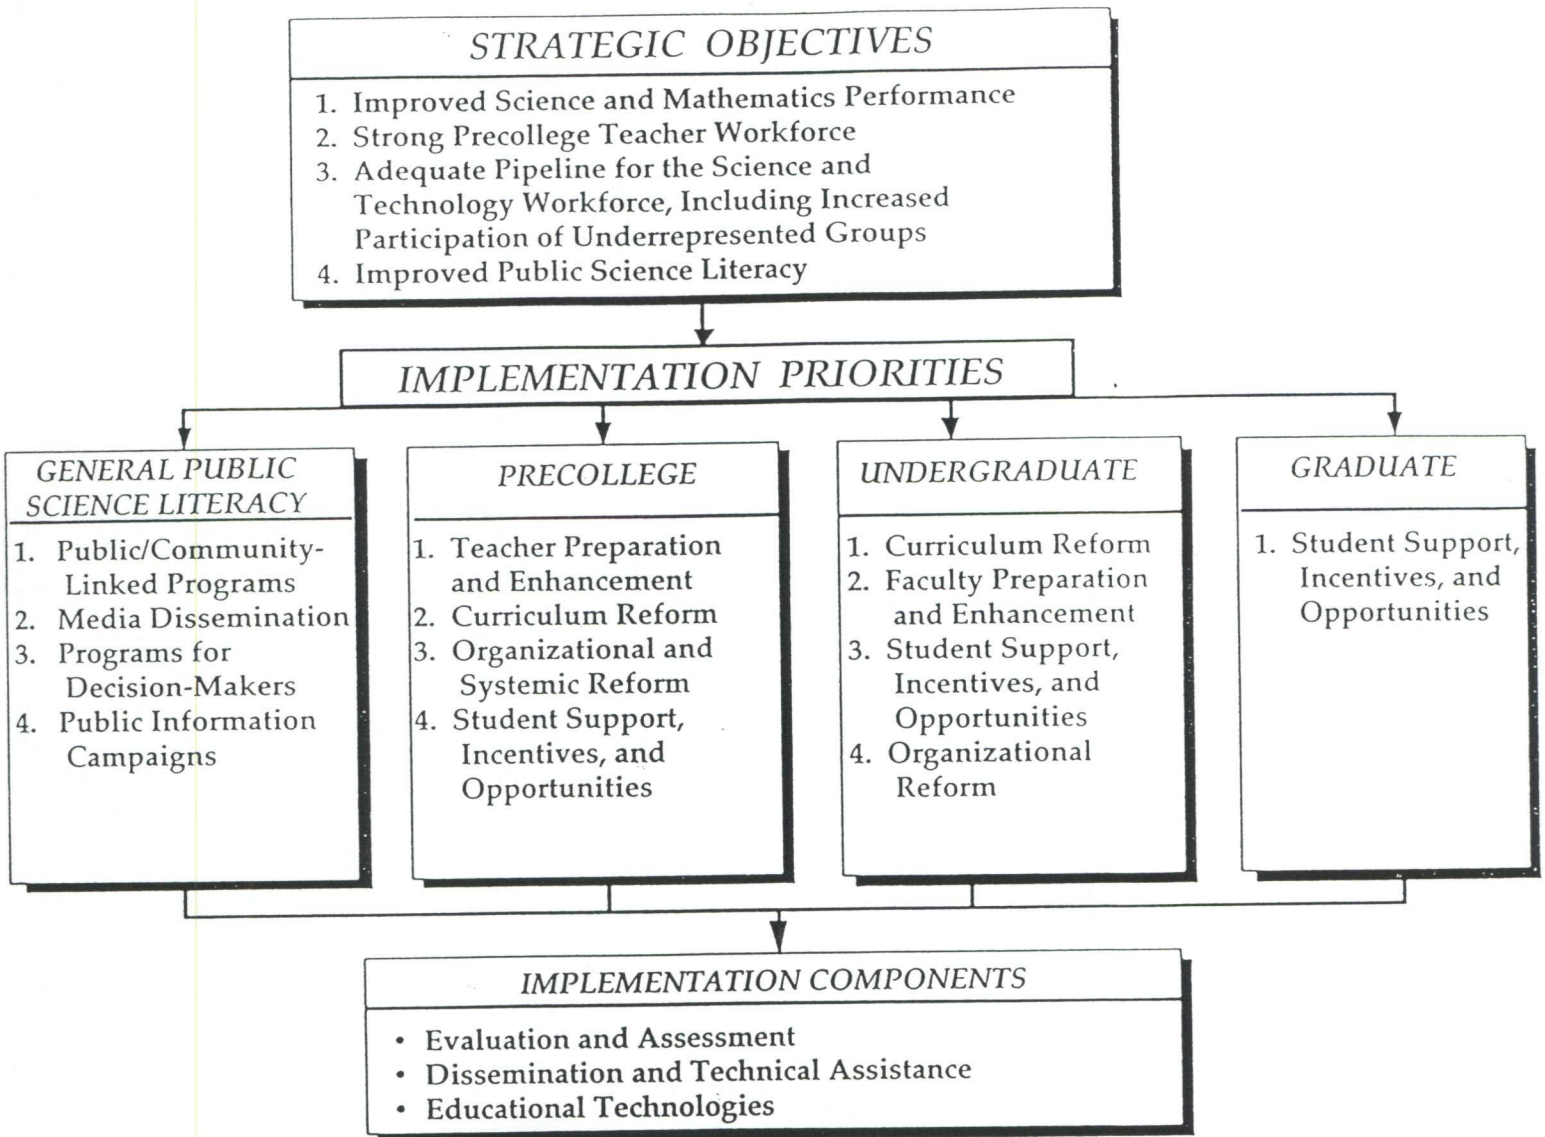 STRATEGIC OBJECTIVES
1. Improved Science and Mathematics Performance
2. Strong Precollege Teacher Workforce
3. Adequate Pipeline for the Science and
Technology Workforce, Including Increased
Participation of Underrepresented Groups
4. Improved Public Science Literacy
IMPLEMENTATION PRIORITIES
GENERAL PUBLIC
SCIENCE LITERACY
1. Public/Community-
Linked Programs
2. Media Dissemination
3. Programs for
Decision-Makers
4. Public Information
Campaigns
PRECOLLEGE
1. Teacher Preparation
and Enhancement
2. Curriculum Reform
3. Organizational and
Systemic Reform
4. Student Support,
Incentives, and
Opportunities
UNDERGRADUATE
1. Curriculum Reform
2. Faculty Preparation
and Enhancement
3. Student Support,
Incentives, and
Opportunities
4. Organizational
Reform
GRADUATE
1. Student Support,
Incentives, and
Opportunities
IMPLEMENTATION COMPONENTS
• Evaluation and Assessment
• Dissemination and Technical Assistance
• Educational Technologies